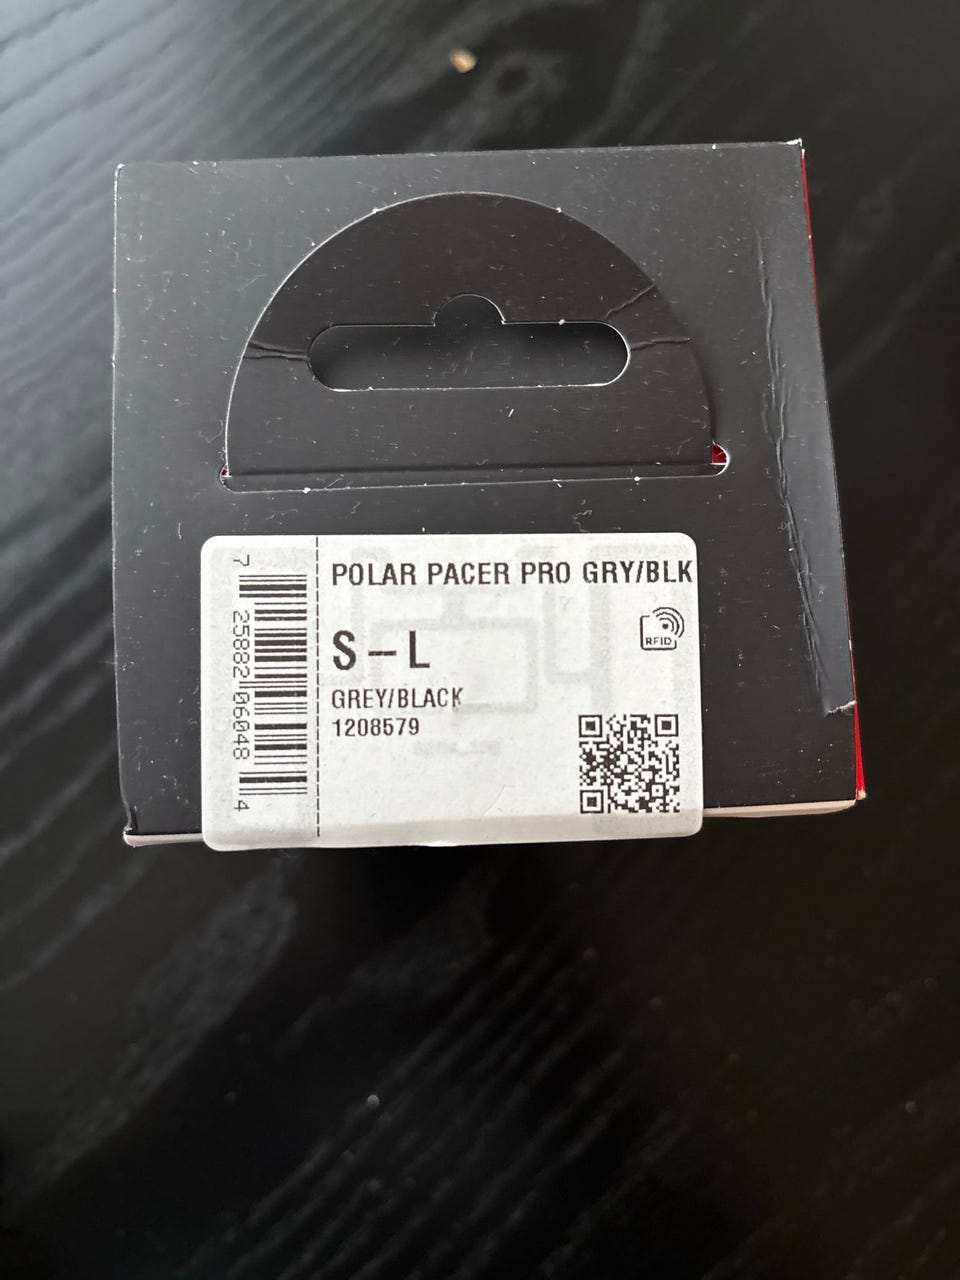 POLAR PACER PRO GRY/BLK
RFID
S – L
GREY/BLACK
1208579
7 25882 06048 4